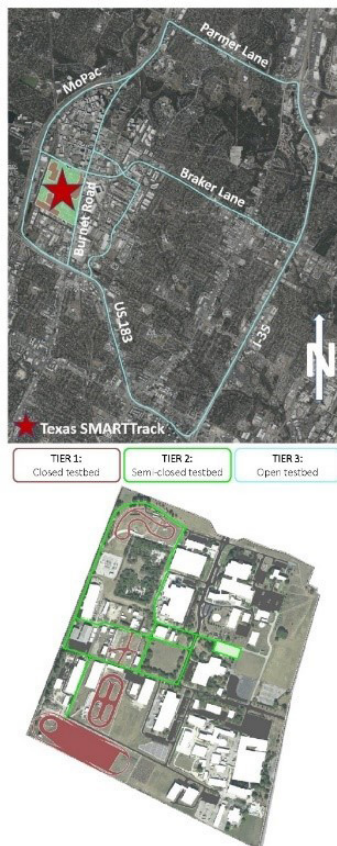 Parmer Lane
MoPac
Braker Lane
Burnet Road
US 183
I-35
N
Texas SMARTTrack
TIER 1:
Closed testbed
TIER 2:
Semi-closed testbed
TIER 3:
Open testbed